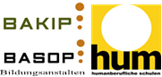 BAKIP
BASOP
Bildungsanstalten
hum
humanberufliche schulen